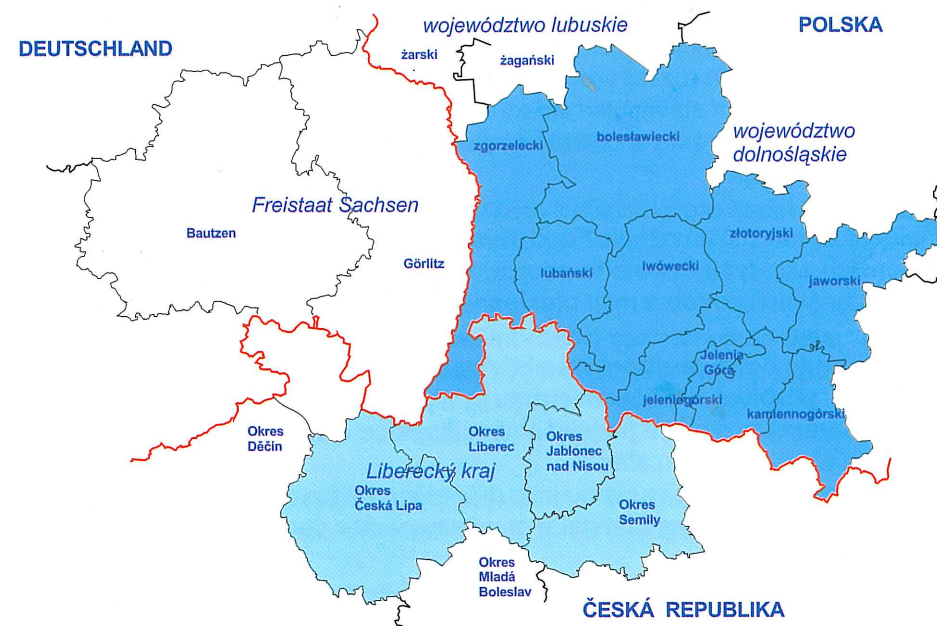 województwo lubuskie
POLSKA
DEUTSCHLAND
żarski
żagański
zgorzelecki
bolesławiecki
województwo
dolnośląskie
Freistaat Sachsen
Bautzen
Görlitz
lubański
lwówecki
złotoryjski
jaworski
Jelenia
Góra
jeleniogórski
kamiennogórski
Okres
Děčín
Okres
Liberec
Okres
Jablonec
nad Nisou
Liberecký kraj
Okres
Česká Lípa
Okres
Semily
Okres
Mladá
Boleslav
ČESKÁ REPUBLIKA